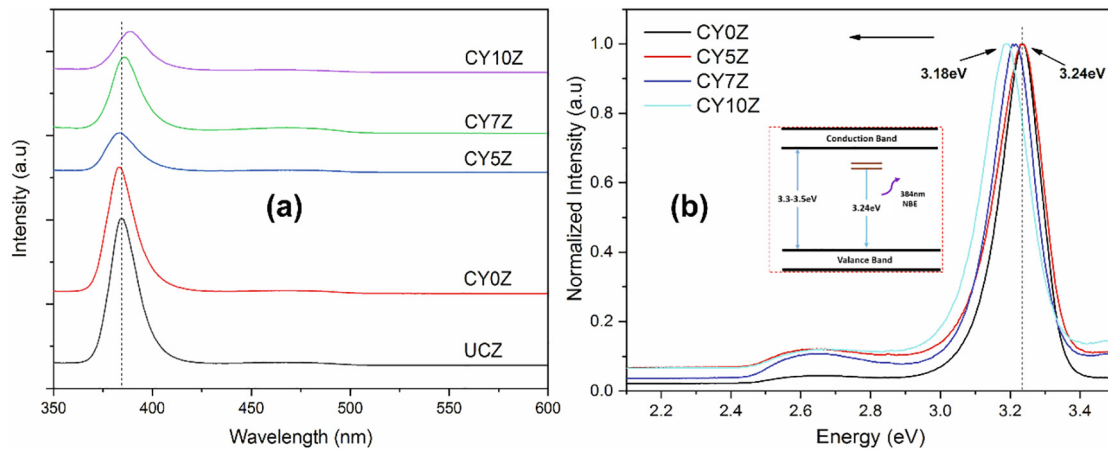 CY10Z
CY7Z
CY5Z
(a)
CY0Z
UCZ
Intensity (a.u)
350
400
450
500
550
600
Wavelength (nm)
CY0Z
CY5Z
CY7Z
CY10Z
3.18eV
3.24eV
Conduction Band
3.3-3.5eV
3.24eV
384nm
NBE
Valance Band
(b)
Normalized Intensity (a.u)
1.0
0.8
0.6
0.4
0.2
0.0
2.2
2.4
2.6
2.8
3.0
3.2
3.4
Energy (eV)